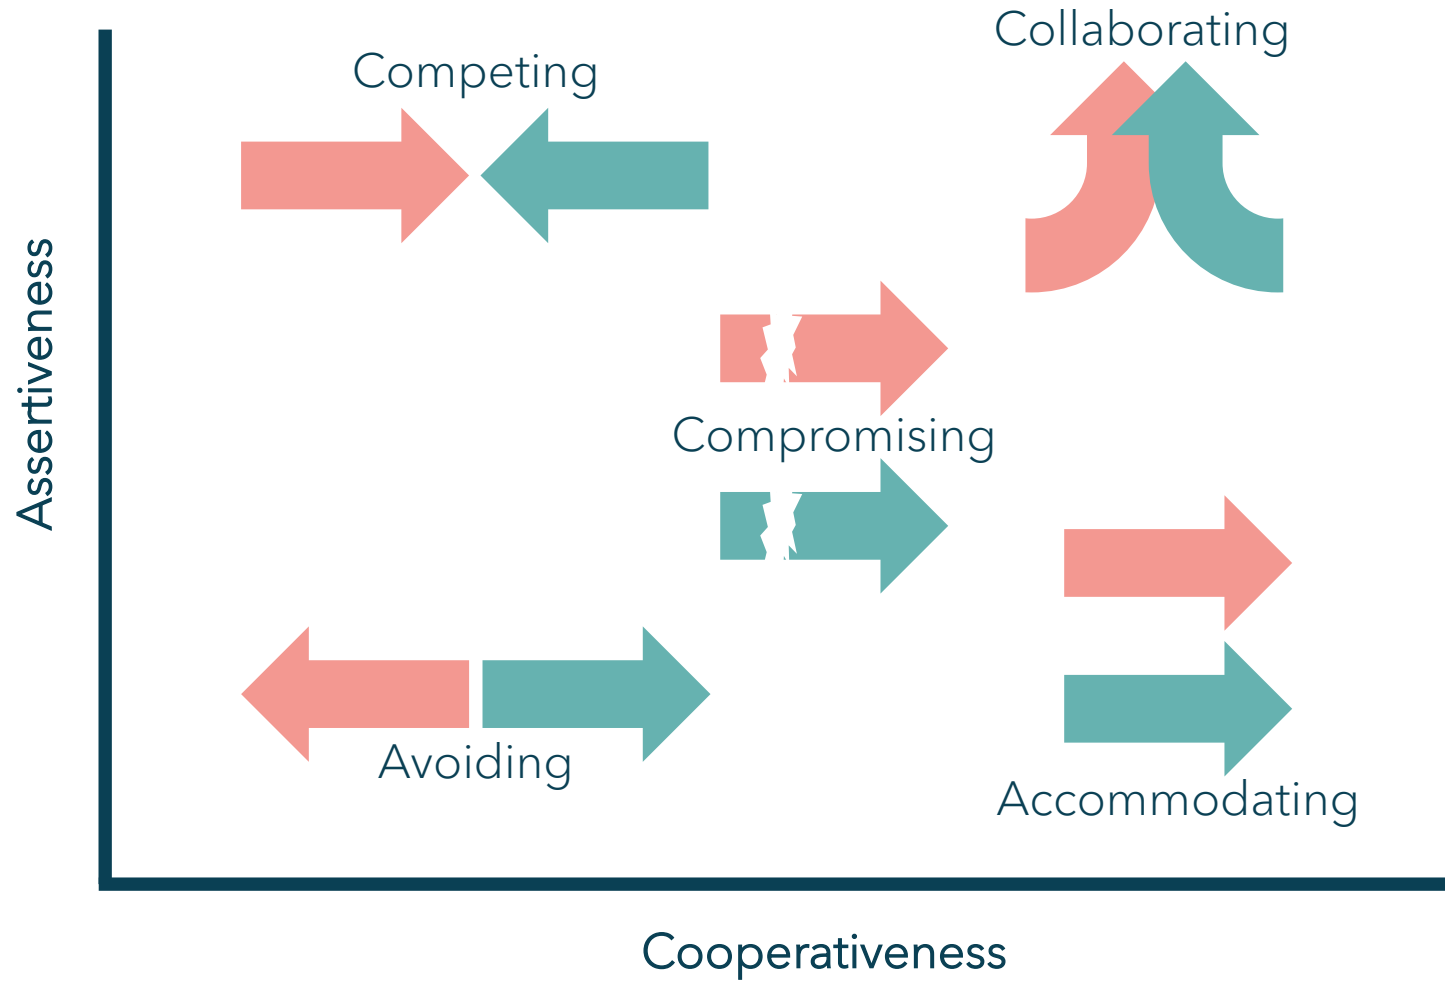 Collaborating
Competing
Assertiveness
Compromising
Avoiding
Accommodating
Cooperativeness